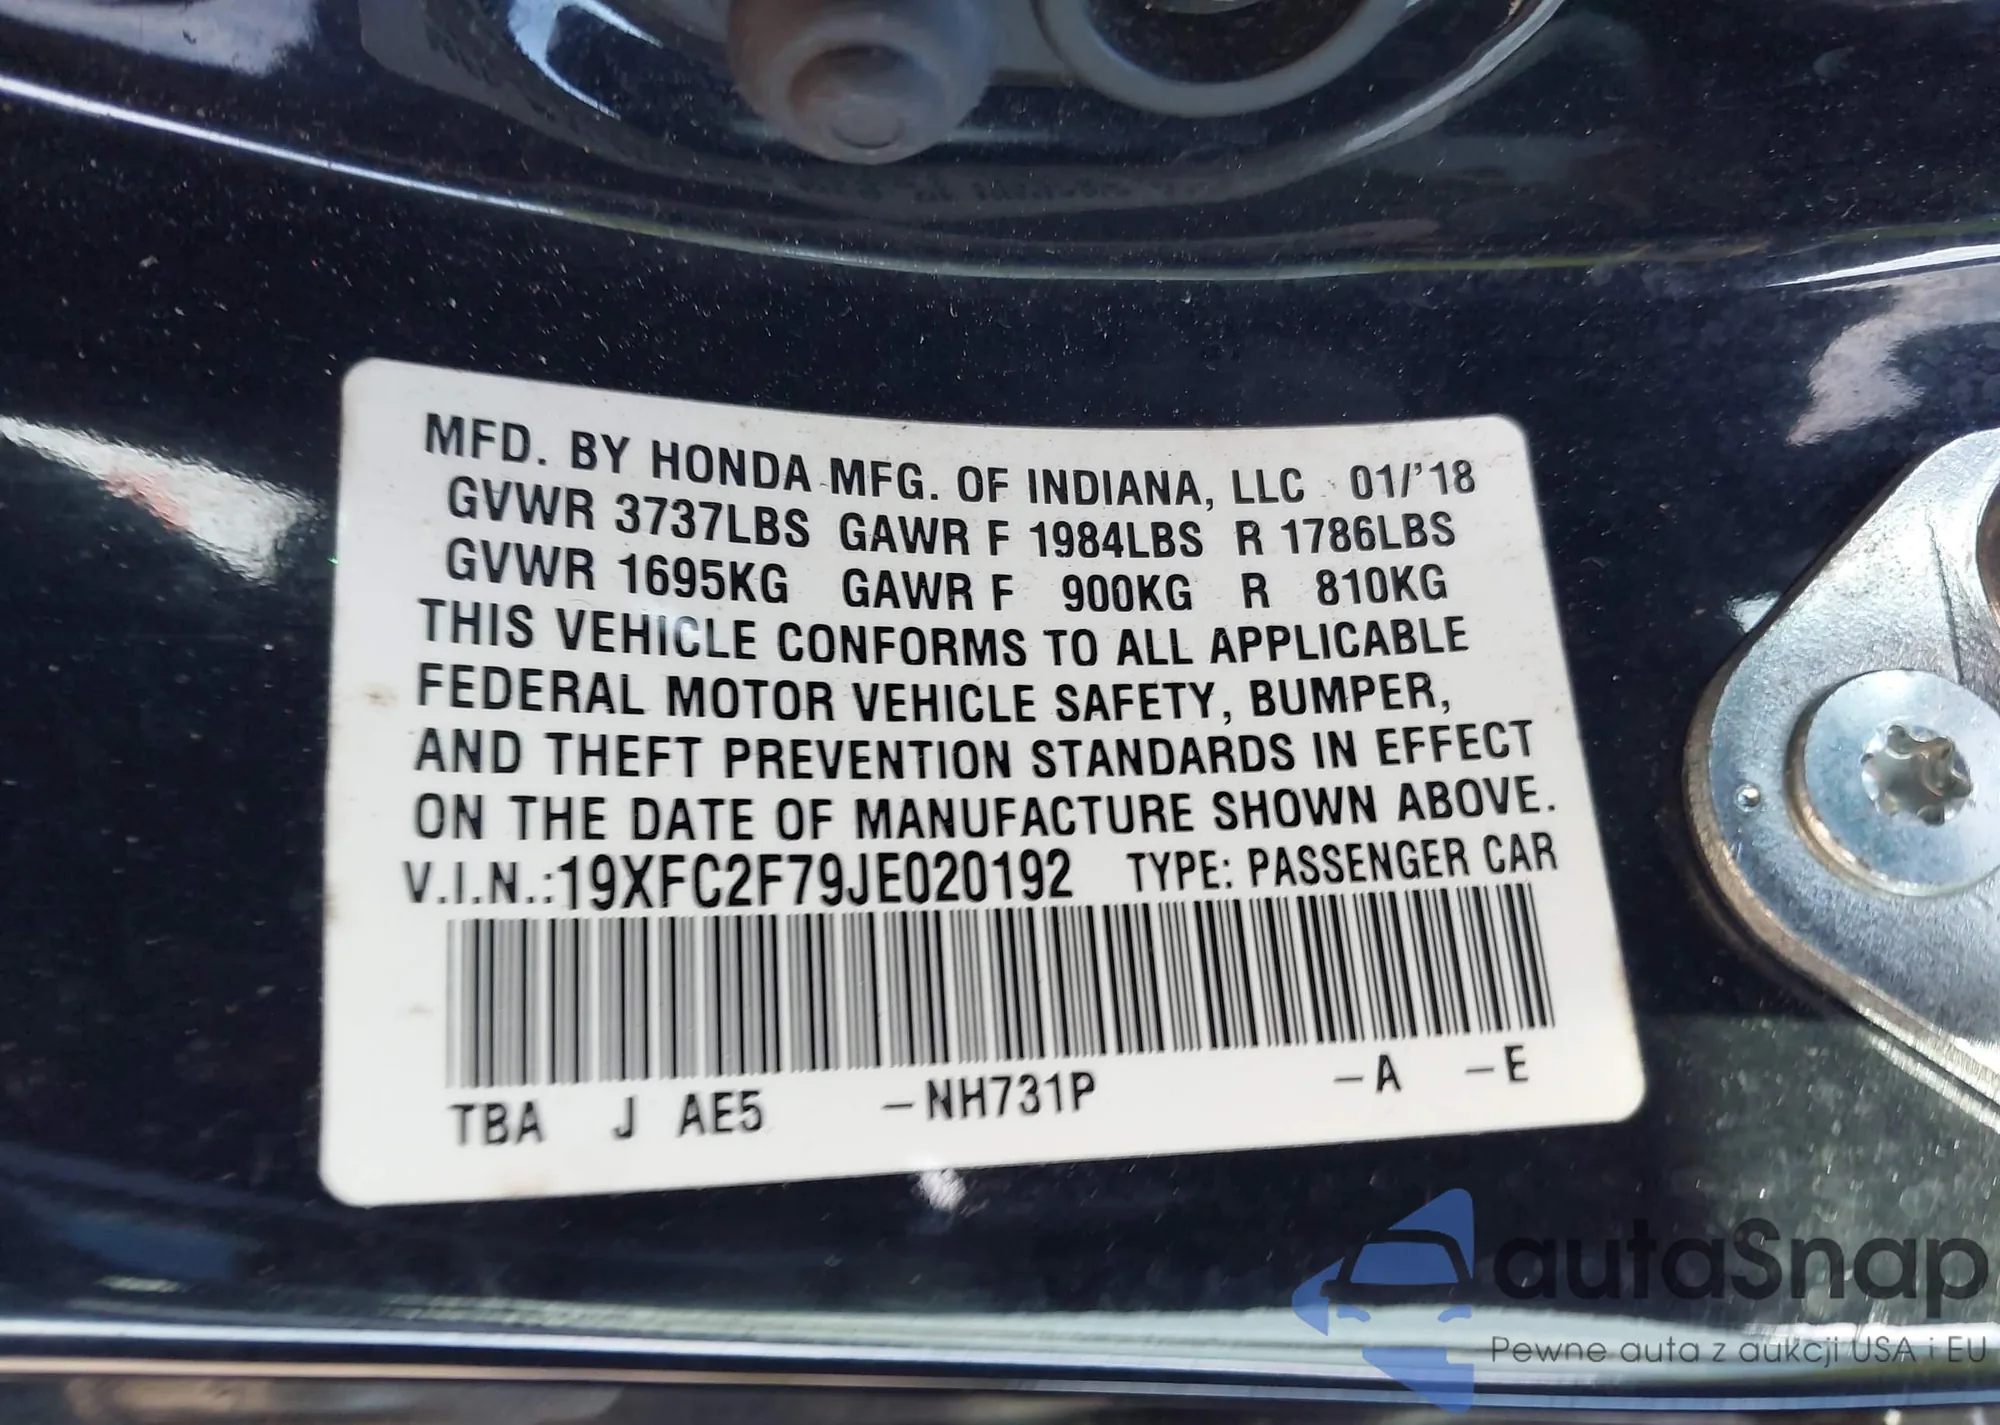 MFD. BY HONDA MFG. OF INDIANA, LLC 01/'18
GVWR 3737LBS GAWR F 1984LBS R 1786LBS
GVWR 1695KG GAWR F 900KG R 810KG
THIS VEHICLE CONFORMS TO ALL APPLICABLE
FEDERAL MOTOR VEHICLE SAFETY, BUMPER,
AND THEFT PREVENTION STANDARDS IN EFFECT
ON THE DATE OF MANUFACTURE SHOWN ABOVE.
V.I.N.:19XFC2F79JE020192 TYPE: PASSENGER CAR
TBA J AE5 –NH731P –A –E
autaSnap
Pewne auta z aukcji USA i EU